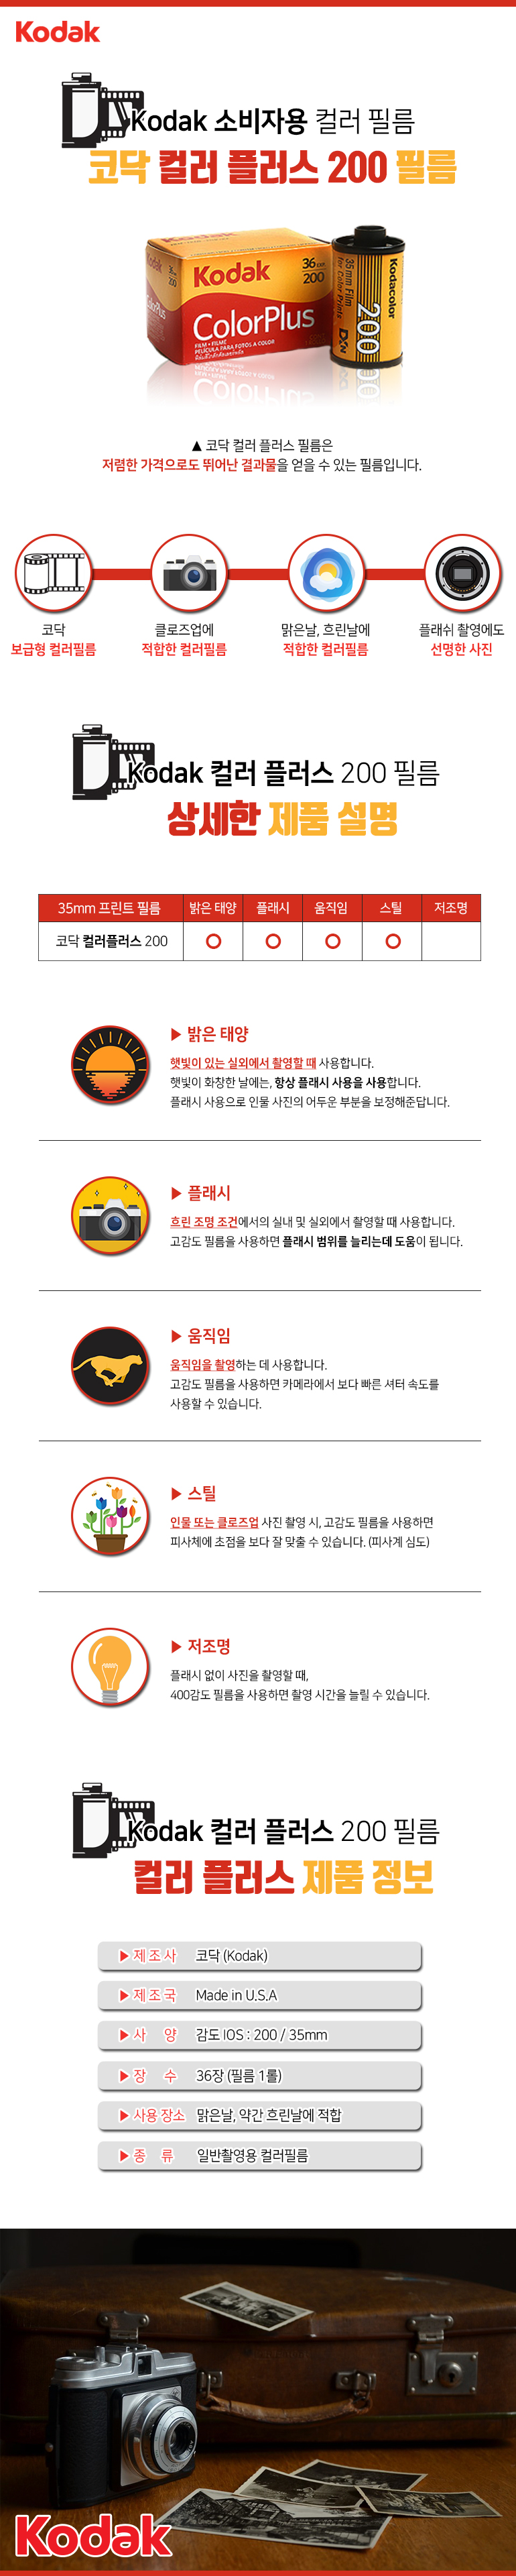 Kodak
Kodak 소비자용 컬러 필름
코닥 컬러 플러스 200 필름
Kodak
36 EXP.
200
Kodak
36
200
ColorPlus
ColorPlus
FILM • FILME
PELÍCULA PARA FOTOS A COLOR
Kodacolor
200
35mm Film
for Color Prints
DXN
▲ 코닥 컬러 플러스 필름은
저렴한 가격으로도 뛰어난 결과물을 얻을 수 있는 필름입니다.
코닥
보급형 컬러필름
클로즈업에
적합한 컬러필름
맑은날, 흐린날에
적합한 컬러필름
플래쉬 촬영에도
선명한 사진
Kodak 컬러 플러스 200 필름
상세한 제품 설명
35mm 프린트 필름 밝은 태양 플래시 움직임 스틸 저조명
코닥 컬러플러스 200 O O O O
▶ 밝은 태양
햇빛이 있는 실외에서 촬영할 때 사용합니다.
햇빛이 화창한 날에는, 항상 플래시 사용을 사용합니다.
플래시 사용으로 인물 사진의 어두운 부분을 보정해준답니다.
▶ 플래시
흐린 조명 조건에서의 실내 및 실외에서 촬영할 때 사용합니다.
고감도 필름을 사용하면 플래시 범위를 늘리는데 도움이 됩니다.
▶ 움직임
움직임을 촬영하는 데 사용합니다.
고감도 필름을 사용하면 카메라에서 보다 빠른 셔터 속도를
사용할 수 있습니다.
▶ 스틸
인물 또는 클로즈업 사진 촬영 시, 고감도 필름을 사용하면
피사체에 초점을 보다 잘 맞출 수 있습니다. (피사계 심도)
▶ 저조명
플래시 없이 사진을 촬영할 때,
400감도 필름을 사용하면 촬영 시간을 늘릴 수 있습니다.
Kodak 컬러 플러스 200 필름
컬러 플러스 제품 정보
▶ 제 조 사 코닥 (Kodak)
▶ 제 조 국 Made in U.S.A
▶ 사 양 감도 IOS : 200 / 35mm
▶ 장 수 36장 (필름 1롤)
▶ 사용 장소 맑은날, 약간 흐린날에 적합
▶ 종 류 일반촬영용 컬러필름
Kodak